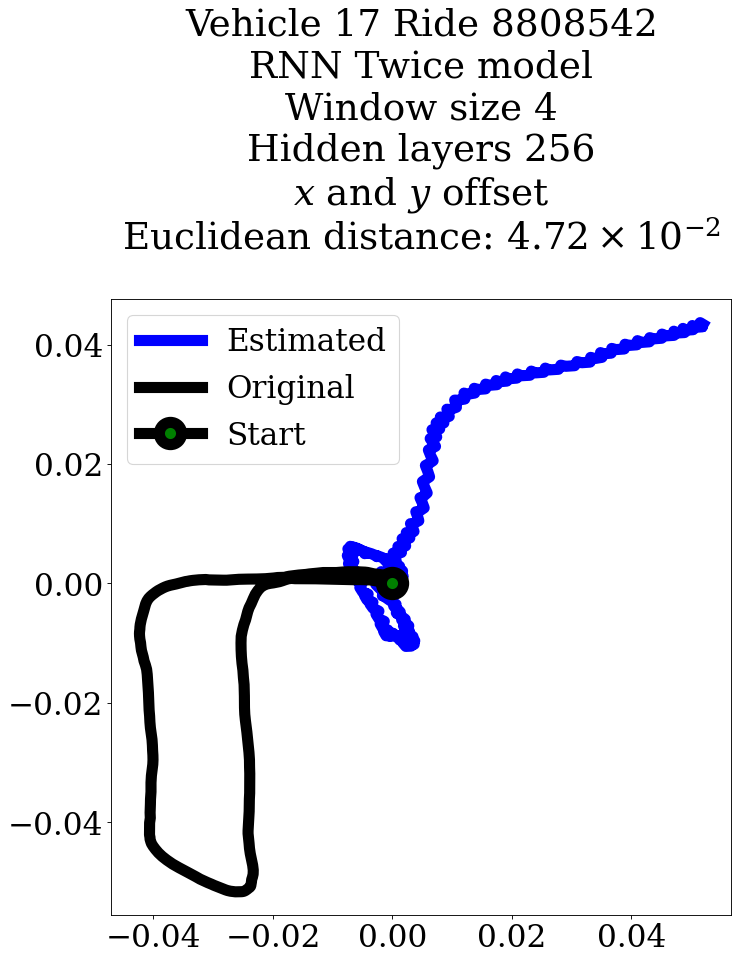 Vehicle 17 Ride 8808542
RNN Twice model
Window size 4
Hidden layers 256
x and y offset
Euclidean distance: 4.72 × 10⁻²
Estimated
Original
Start
0.04
0.02
0.00
−0.02
−0.04
−0.04 −0.02 0.00 0.02 0.04